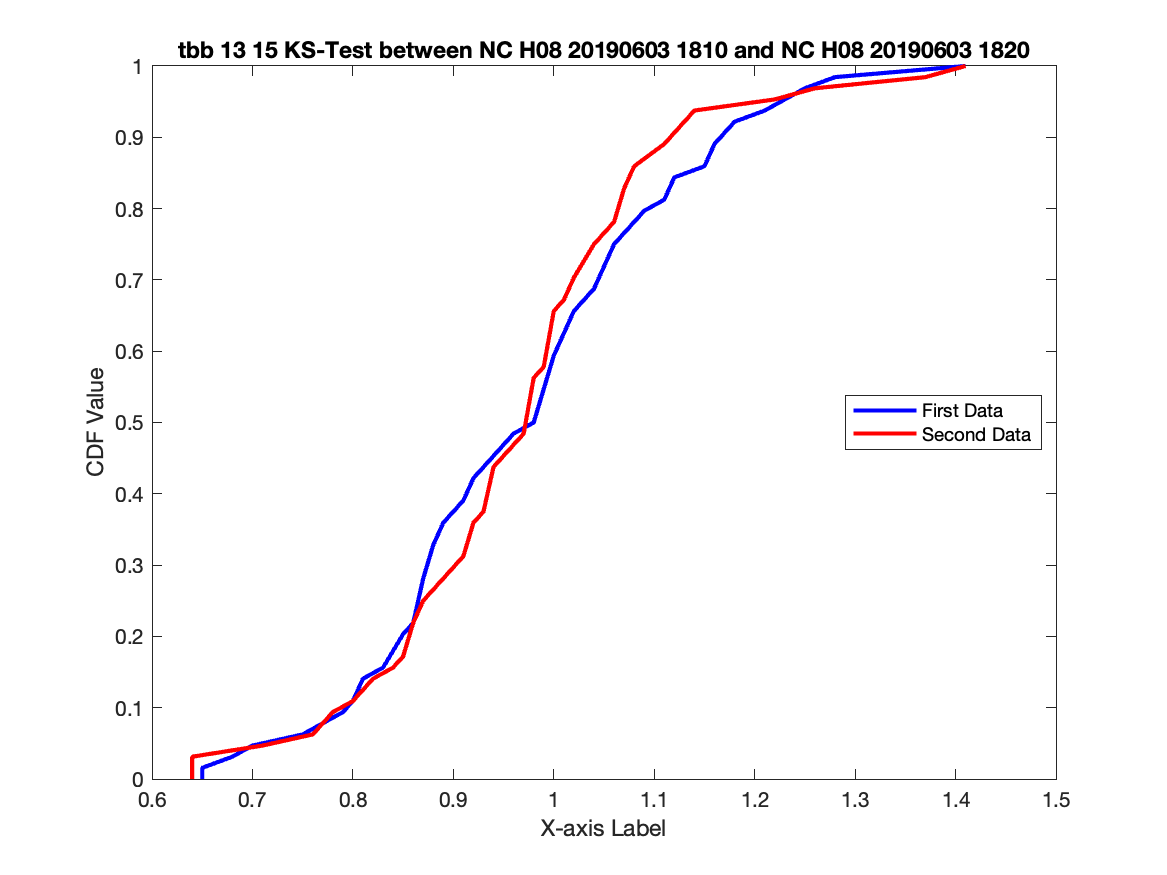 tbb 13 15 KS-Test between NC H08 20190603 1810 and NC H08 20190603 1820
1
0.9
0.8
0.7
0.6
0.5
0.4
0.3
0.2
0.1
0
CDF Value
First Data
Second Data
0.6 0.7 0.8 0.9 1 1.1 1.2 1.3 1.4 1.5
X-axis Label